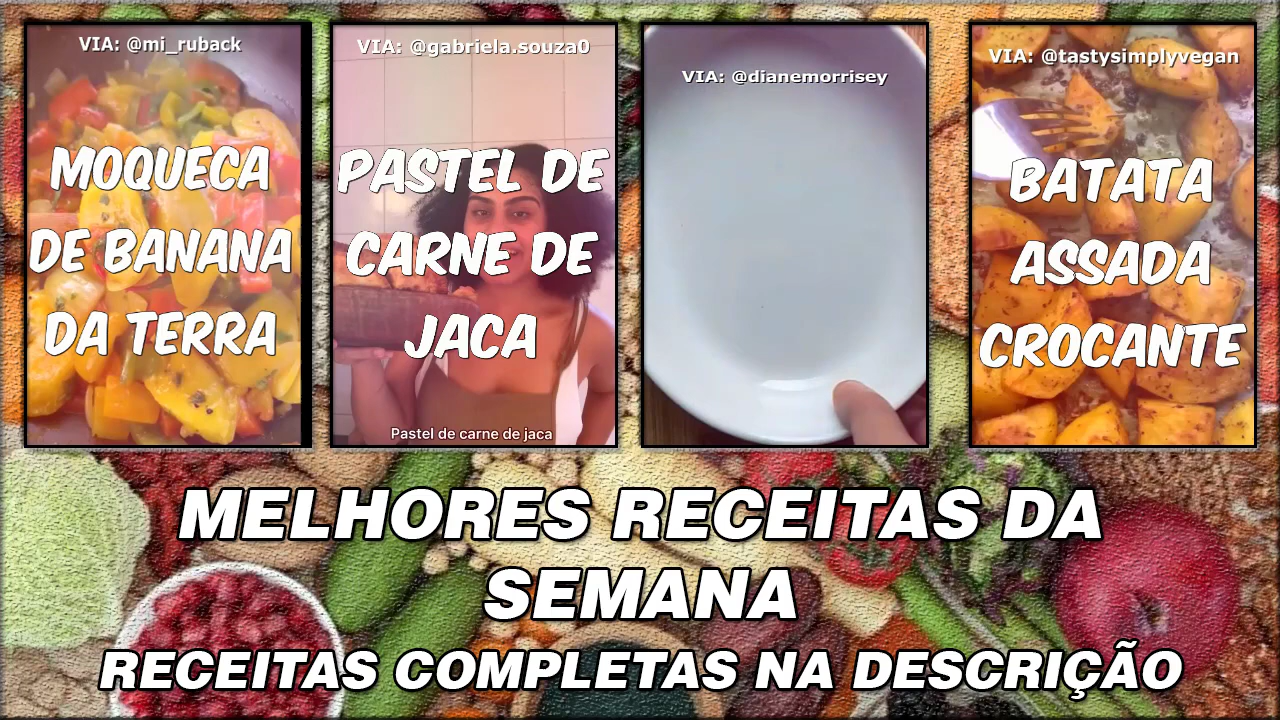 VIA: @mi_ruback
MOQUECA
DE BANANA
DA TERRA
VIA: @gabriela.souza0
PASTEL DE
CARNE DE
JACA
Pastel de carne de jaca
VIA: @dianemorrisey
VIA: @tastysimplyvegan
BATATA
ASSADA
CROCANTE
MELHORES RECEITAS DA
SEMANA
RECEITAS COMPLETAS NA DESCRIÇÃO